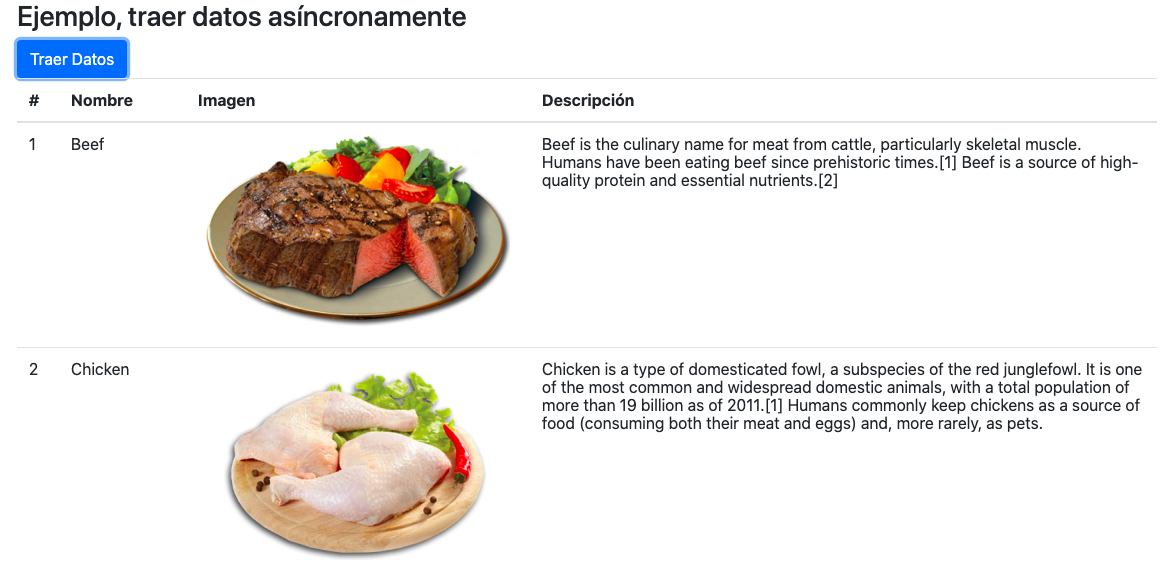 Ejemplo, traer datos asíncronamente
Traer Datos
# Nombre Imagen Descripción
1 Beef Beef is the culinary name for meat from cattle, particularly skeletal muscle.
Humans have been eating beef since prehistoric times.[1] Beef is a source of high-
quality protein and essential nutrients.[2]
2 Chicken Chicken is a type of domesticated fowl, a subspecies of the red junglefowl. It is one
of the most common and widespread domestic animals, with a total population of
more than 19 billion as of 2011.[1] Humans commonly keep chickens as a source of
food (consuming both their meat and eggs) and, more rarely, as pets.